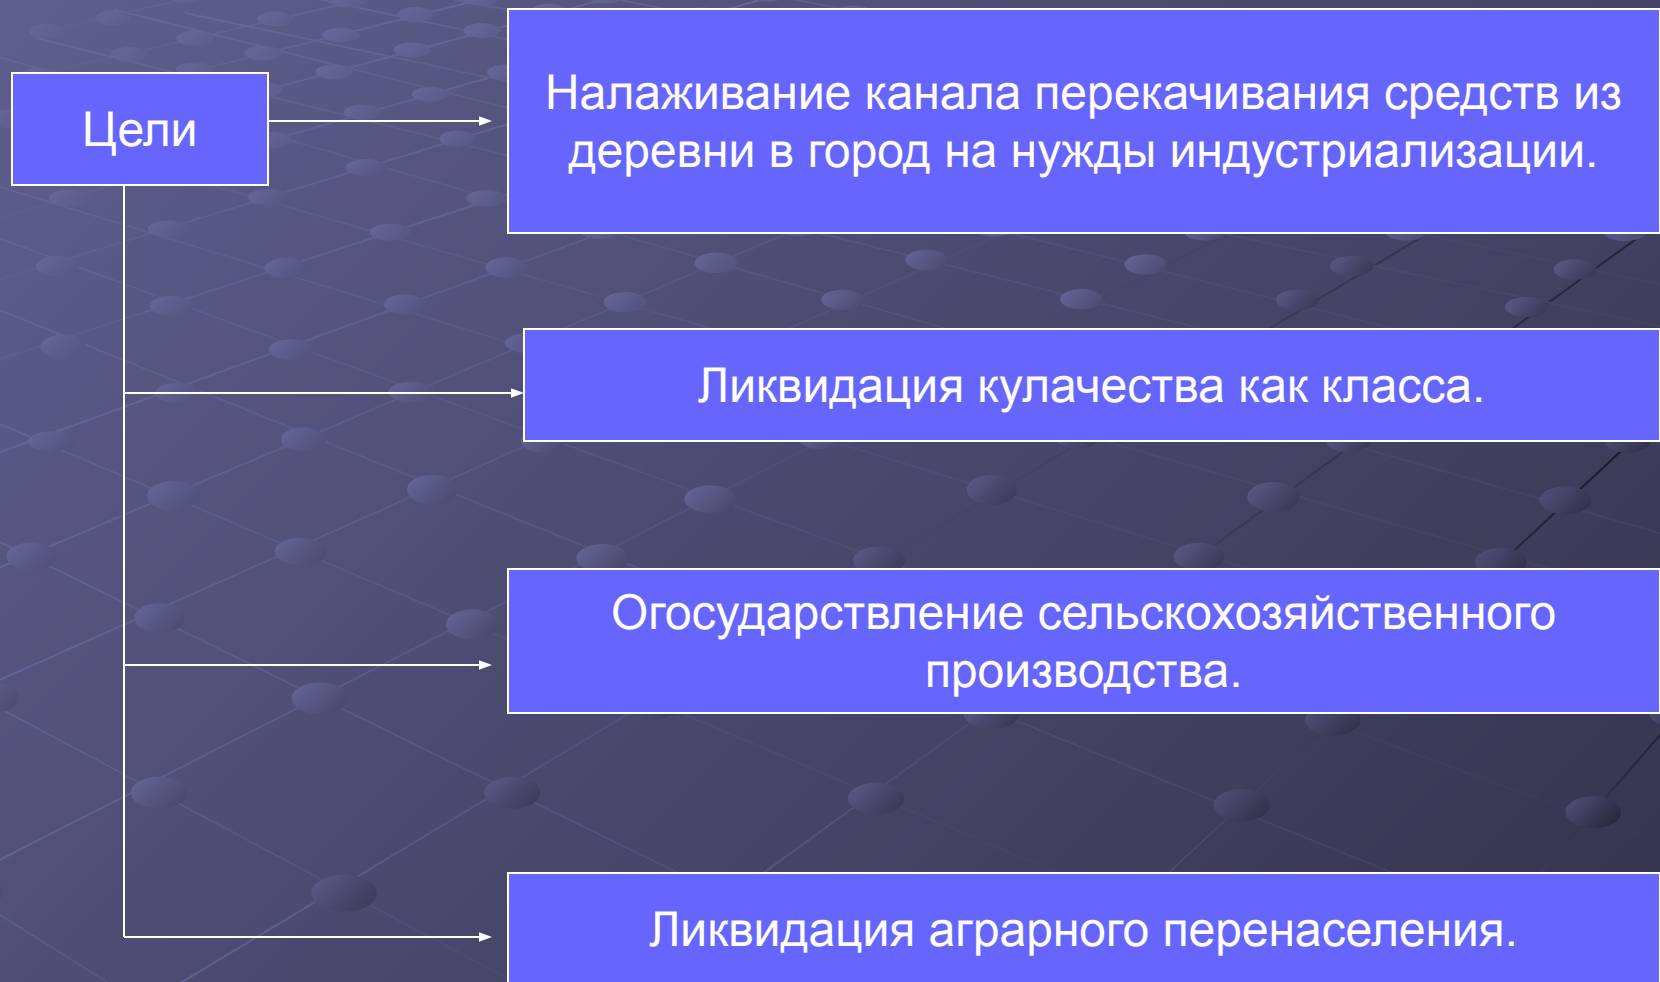 Цели
Налаживание канала перекачивания средств из
деревни в город на нужды индустриализации.
Ликвидация кулачества как класса.
Огосударствление сельскохозяйственного
производства.
Ликвидация аграрного перенаселения.